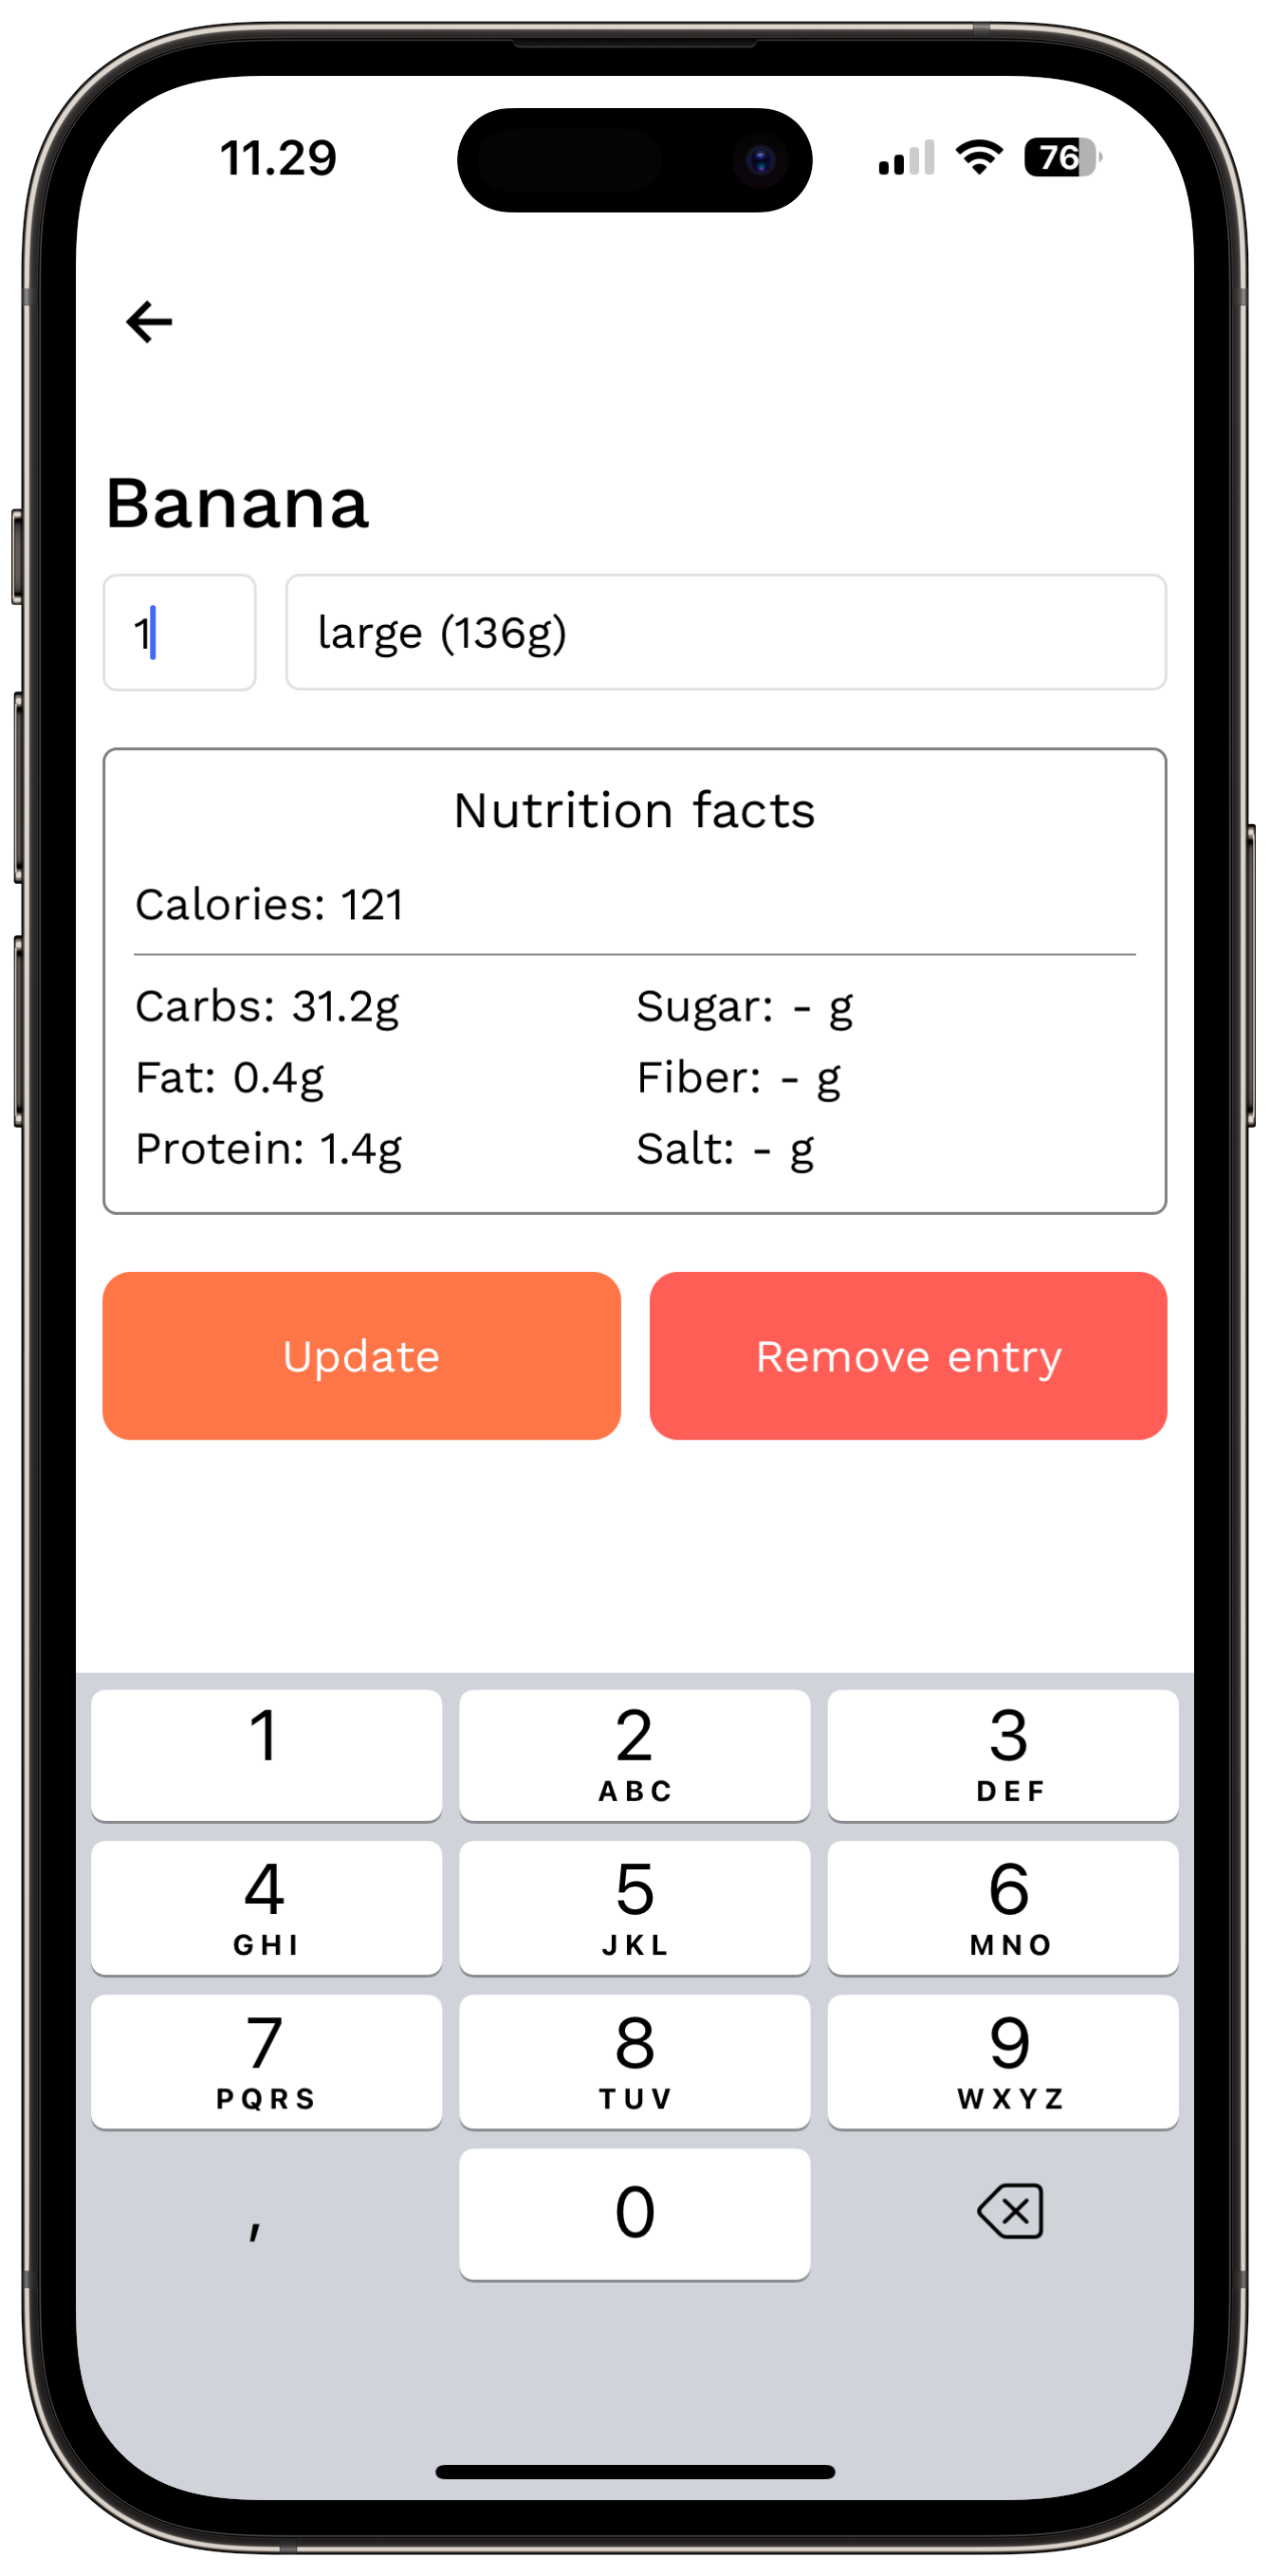 11.29 76
Banana
1 large (136g)
Nutrition facts
Calories: 121
Carbs: 31.2g Sugar: - g
Fat: 0.4g Fiber: - g
Protein: 1.4g Salt: - g
Update Remove entry
1 2 3
ABC DEF
4 5 6
GHI JKL MNO
7 8 9
PQRS TUV WXYZ
, 0